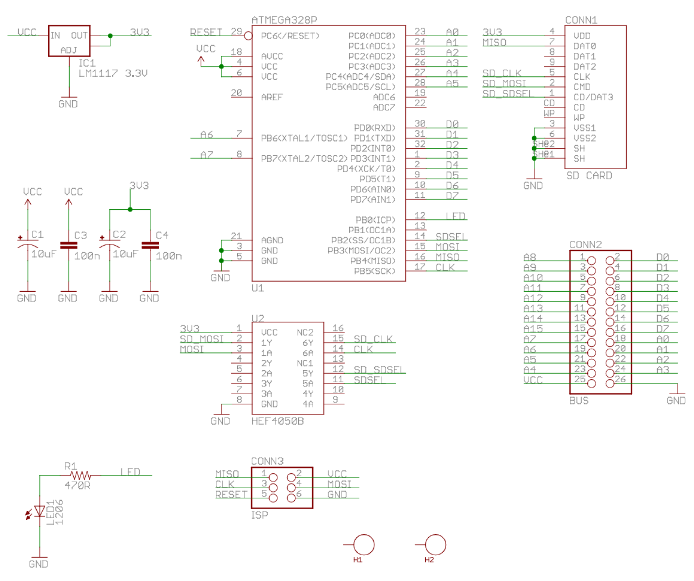 VCC IN OUT 3V3
ADJ
IC1
LM1117 3.3V
GND
ATMEGA328P
RESET 29 PC6(/RESET)
VCC
18 AVCC
4 VCC
6 VCC
20 AREF
A6 7 PB6(XTAL1/TOSC1)
A7 8 PB7(XTAL2/TOSC2)
21 AGND
3 GND
5 GND
GND
U1
PC0(ADC0) 23 A0
PC1(ADC1) 24 A1
PC2(ADC2) 25 A2
PC3(ADC3) 26 A3
PC4(ADC4/SDA) 27 A4
PC5(ADC5/SCL) 28 A5
ADC6 19
ADC7 22
PD0(RXD) 30 D0
PD1(TXD) 31 D1
PD2(INT0) 32 D2
PD3(INT1) 1 D3
PD4(XCK/T0) 2 D4
PD5(T1) 9 D5
PD6(AIN0) 10 D6
PD7(AIN1) 11 D7
PB0(ICP) 12 LED
PB1(OC1A) 13
PB2(SS/OC1B) 14 SDSEL
PB3(MOSI/OC2) 15 MOSI
PB4(MISO) 16 MISO
PB5(SCK) 17 CLK
CONN1
3V3 4 VDD
MISO 7 DAT0
8 DAT1
9 DAT2
SD_CLK 5 CLK
SD_MOSI 2 CMD
SD_SDSEL 1 CD/DAT3
CD CD
WP WP
3 VSS1
6 VSS2
SH@2 SH
SH@1 SH
GND
SD CARD
VCC VCC 3V3
C1 C3 C2 C4
10uF 100n 10uF 100n
GND GND GND GND
U2
3V3 1 VCC NC2 16
SD_MOSI 2 1Y 6Y 15 SD_CLK
MOSI 3 1A 6A 14 CLK
4 2Y NC1 13
5 2A 5Y 12 SD_SDSEL
6 3Y 5A 11 SDSEL
7 3A 4Y 10
8 GND 4A 9
GND
HEF4050B
CONN2
A8 1 2 D0
A9 3 4 D1
A10 5 6 D2
A11 7 8 D3
A12 9 10 D4
A13 11 12 D5
A14 13 14 D6
A15 15 16 D7
A7 17 18 A0
A6 19 20 A1
A5 21 22 A2
A4 23 24 A3
VCC 25 26
BUS
GND
R1
470R
LED
LED1
1206
GND
CONN3
MISO 1 2 VCC
CLK 3 4 MOSI
RESET 5 6 GND
ISP
H1 H2